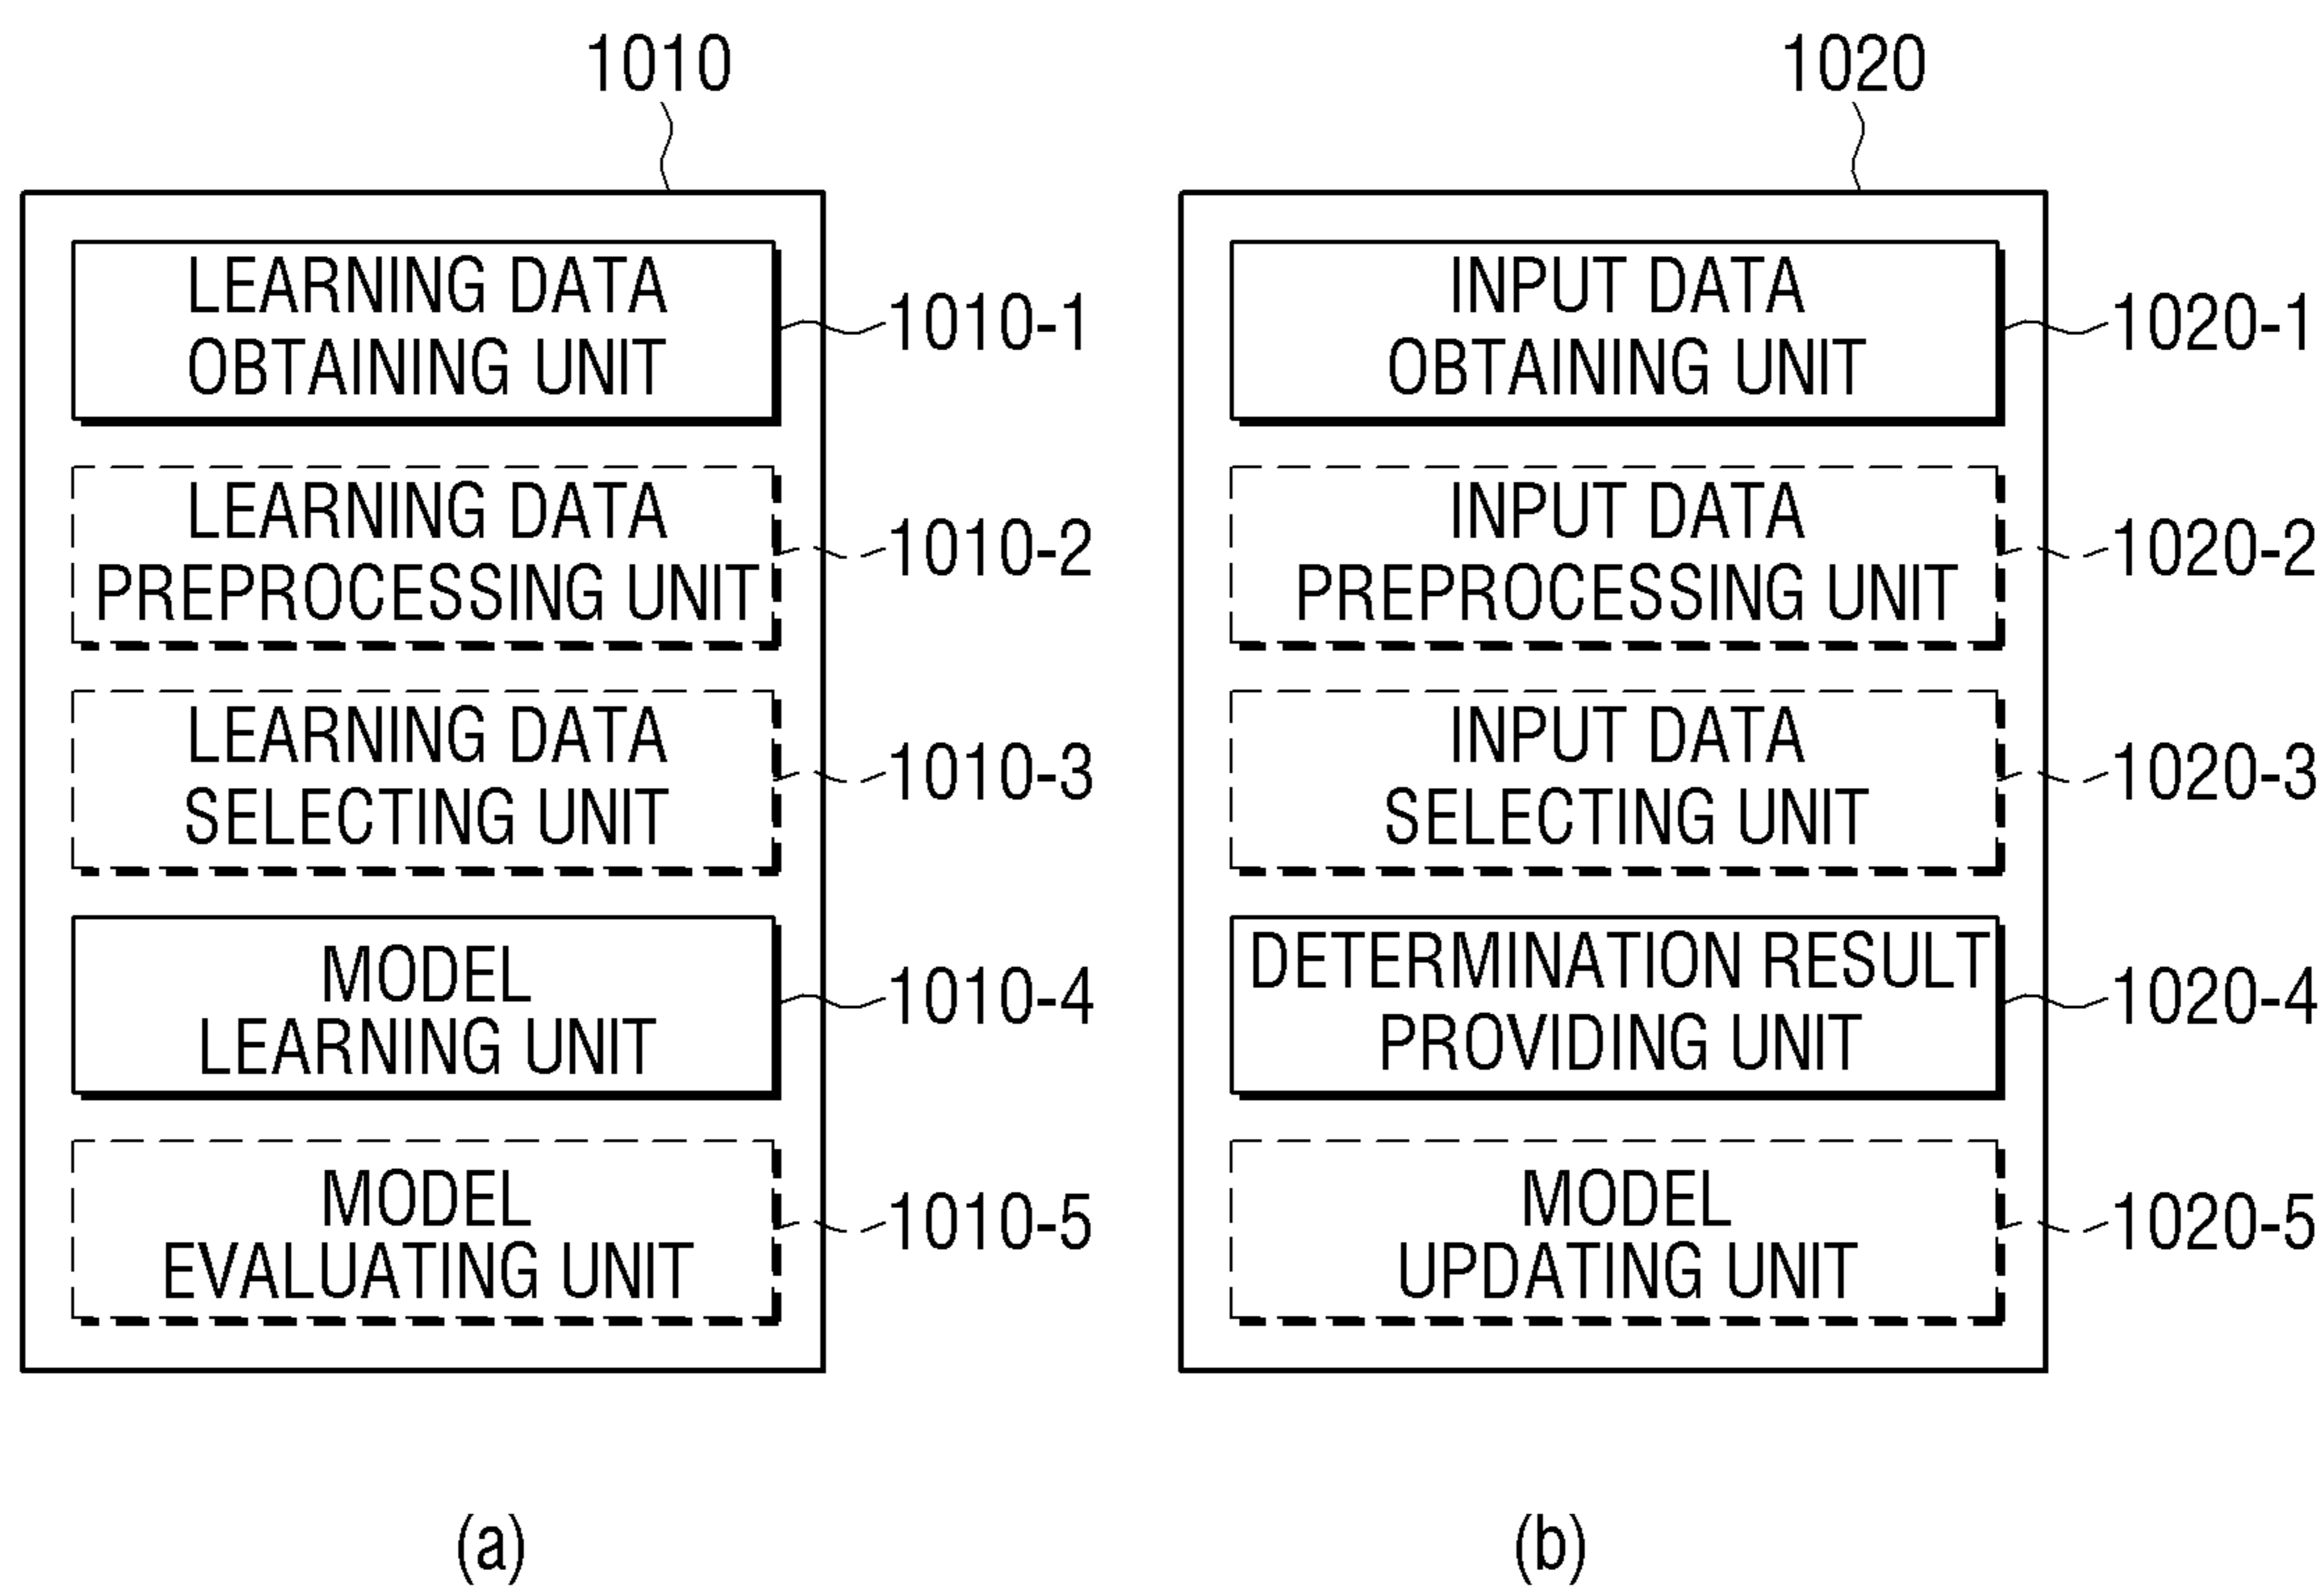 1010
LEARNING DATA
OBTAINING UNIT
1010-1
LEARNING DATA
PREPROCESSING UNIT
1010-2
LEARNING DATA
SELECTING UNIT
1010-3
MODEL
LEARNING UNIT
1010-4
MODEL
EVALUATING UNIT
1010-5
(a)
1020
INPUT DATA
OBTAINING UNIT
1020-1
INPUT DATA
PREPROCESSING UNIT
1020-2
INPUT DATA
SELECTING UNIT
1020-3
DETERMINATION RESULT
PROVIDING UNIT
1020-4
MODEL
UPDATING UNIT
1020-5
(b)